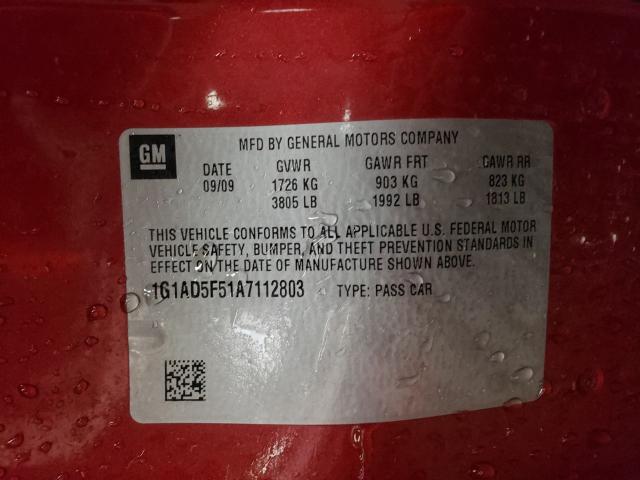 GM
MFD BY GENERAL MOTORS COMPANY
DATE GVWR GAWR FRT GAWR RR
09/09 1726 KG 903 KG 823 KG
3805 LB 1992 LB 1813 LB
THIS VEHICLE CONFORMS TO ALL APPLICABLE U.S. FEDERAL MOTOR
VEHICLE SAFETY, BUMPER, AND THEFT PREVENTION STANDARDS IN
EFFECT ON THE DATE OF MANUFACTURE SHOWN ABOVE.
1G1AD5F51A7112803 TYPE: PASS CAR